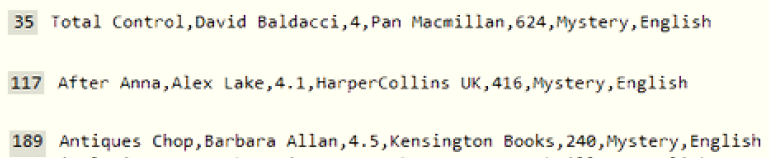 35 Total Control,David Baldacci,4,Pan Macmillan,624,Mystery,English
117 After Anna,Alex Lake,4.1,HarperCollins UK,416,Mystery,English
189 Antiques Chop,Barbara Allan,4.5,Kensington Books,240,Mystery,English